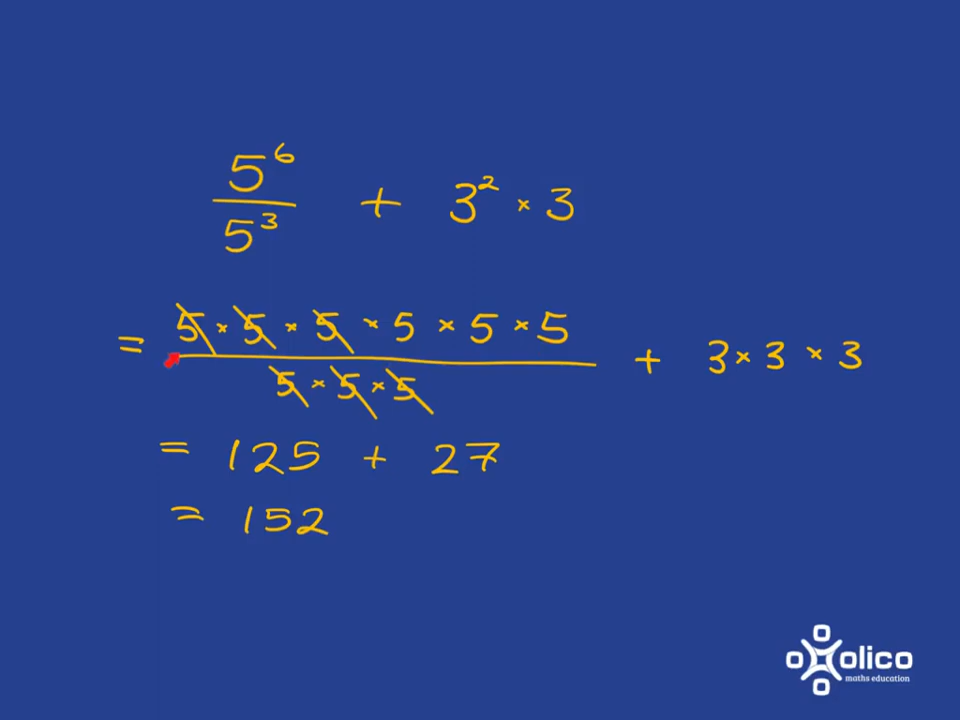 5⁶/5³ + 3² × 3
= (5 × 5 × 5 × 5 × 5 × 5)/(5 × 5 × 5) + 3 × 3 × 3
= 125 + 27
= 152
olico
maths education